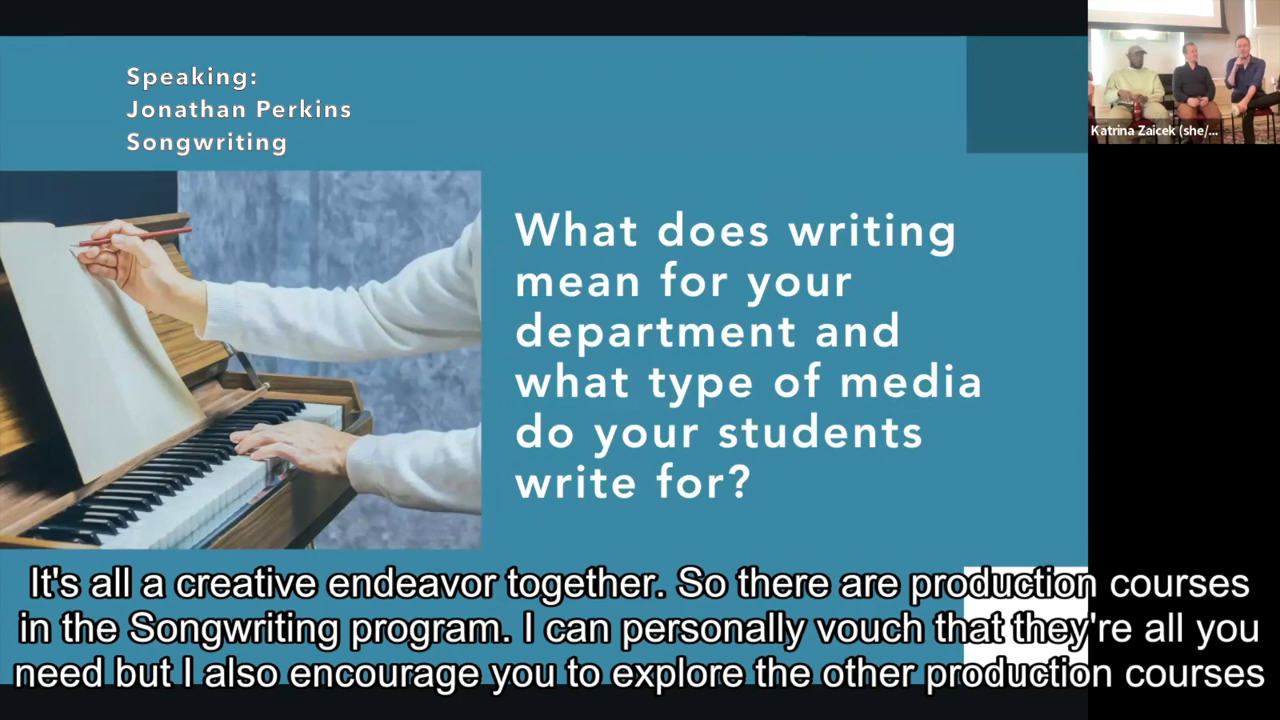 Speaking:
Jonathan Perkins
Songwriting
Katrina Zaicek (she/...
What does writing
mean for your
department and
what type of media
do your students
write for?
It's all a creative endeavor together. So there are production courses
in the Songwriting program. I can personally vouch that they're all you
need but I also encourage you to explore the other production courses